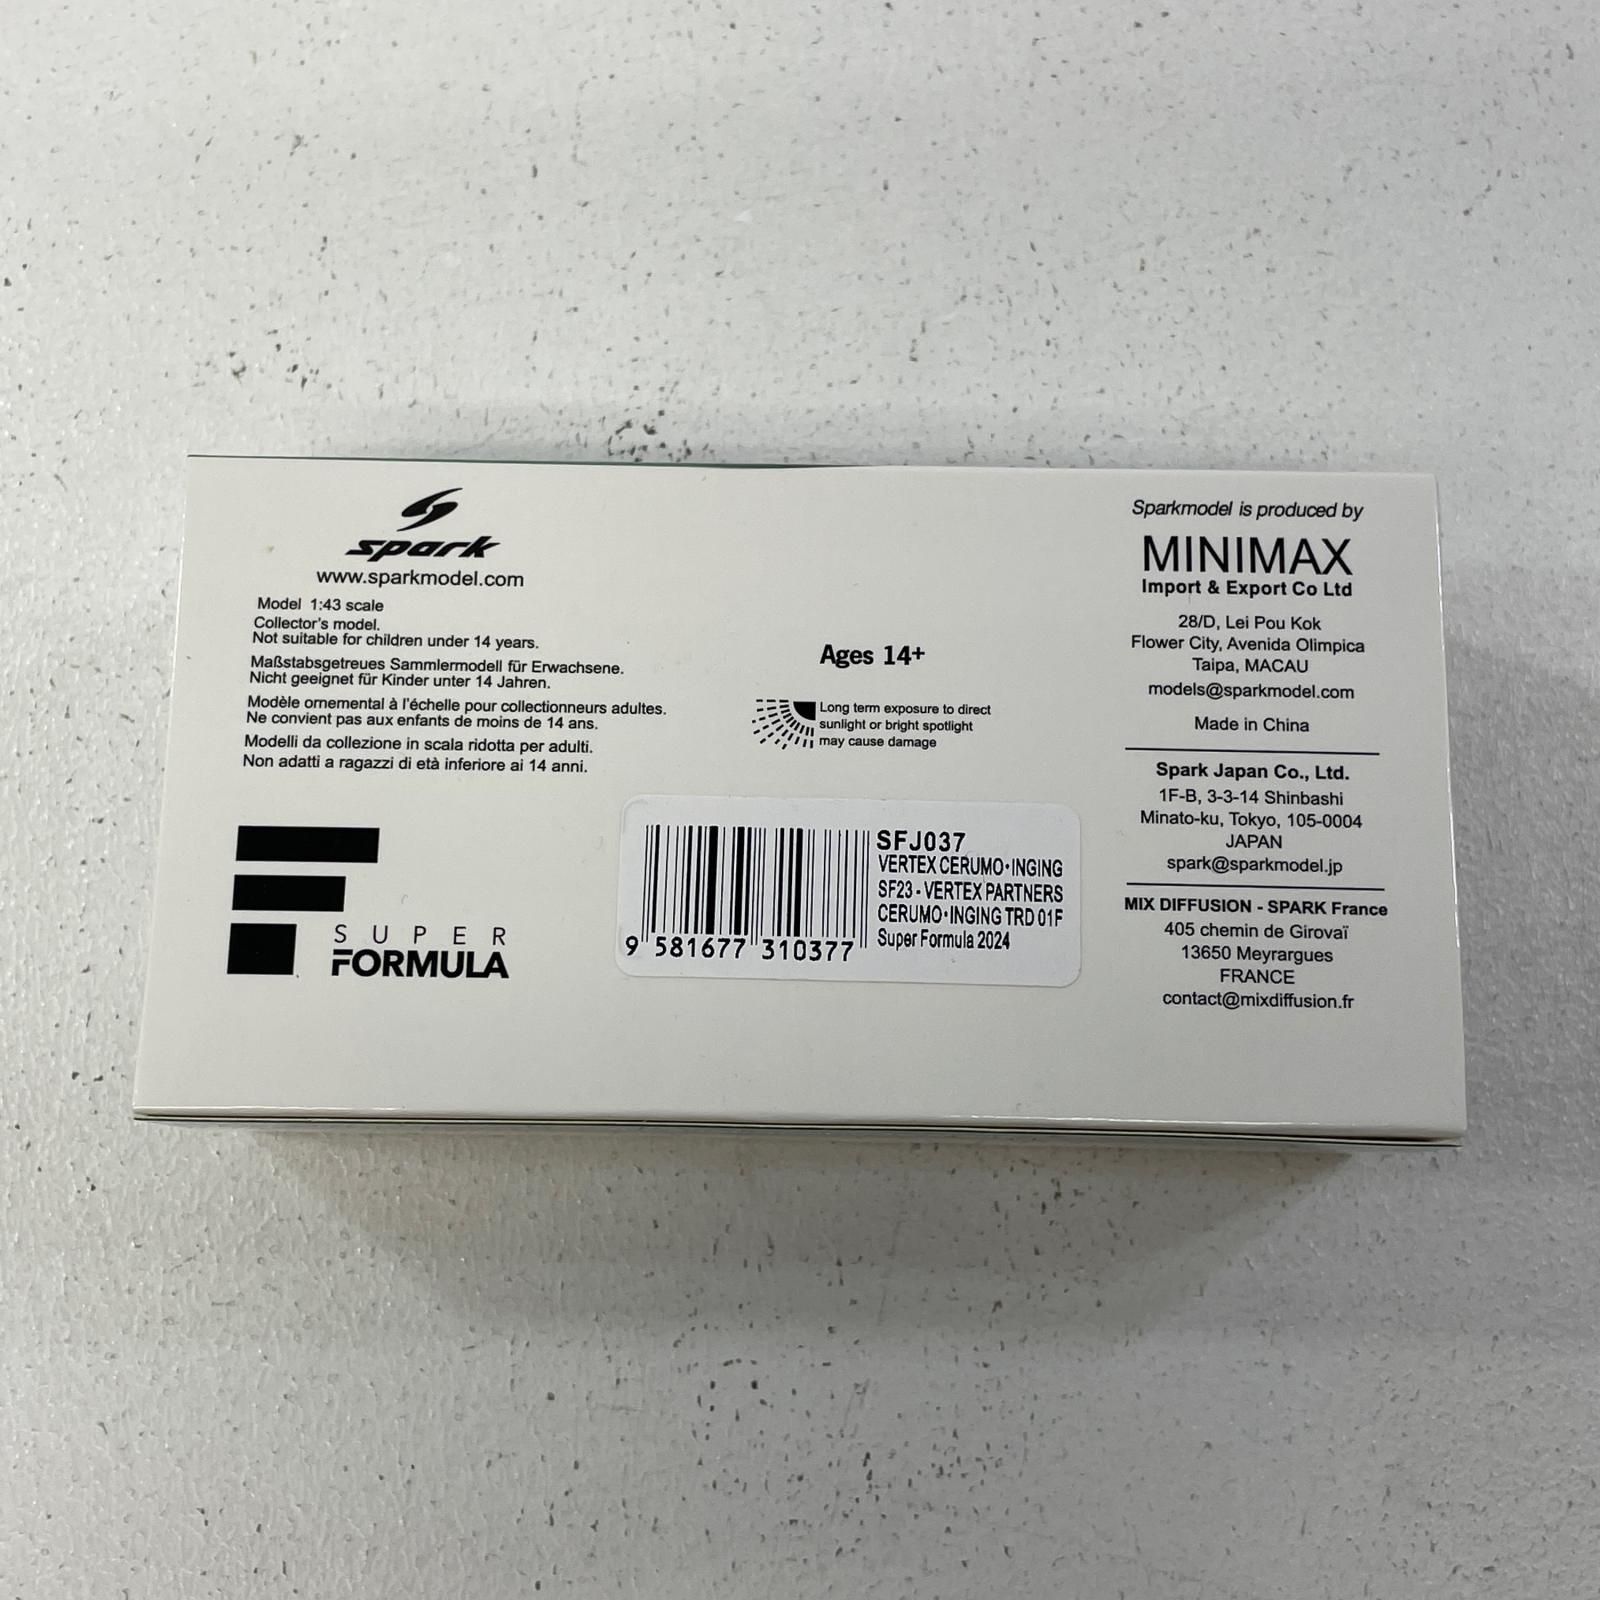 spark
www.sparkmodel.com
Model 1:43 scale
Collector's model.
Not suitable for children under 14 years.
Maßstabsgetreues Sammlermodell für Erwachsene.
Nicht geeignet für Kinder unter 14 Jahren.
Modèle ornemental à l'échelle pour collectionneurs adultes.
Ne convient pas aux enfants de moins de 14 ans.
Modelli da collezione in scala ridotta per adulti.
Non adatti a ragazzi di età inferiore ai 14 anni.
SUPER
FORMULA
Ages 14+
Long term exposure to direct
sunlight or bright spotlight
may cause damage
9 581677 310377
SFJ037
VERTEX CERUMO･INGING
SF23 - VERTEX PARTNERS
CERUMO･INGING TRD 01F
Super Formula 2024
Sparkmodel is produced by
MINIMAX
Import & Export Co Ltd
28/D, Lei Pou Kok
Flower City, Avenida Olimpica
Taipa, MACAU
models@sparkmodel.com
Made in China
Spark Japan Co., Ltd.
1F-B, 3-3-14 Shinbashi
Minato-ku, Tokyo, 105-0004
JAPAN
spark@sparkmodel.jp
MIX DIFFUSION - SPARK France
405 chemin de Girovaï
13650 Meyrargues
FRANCE
contact@mixdiffusion.fr